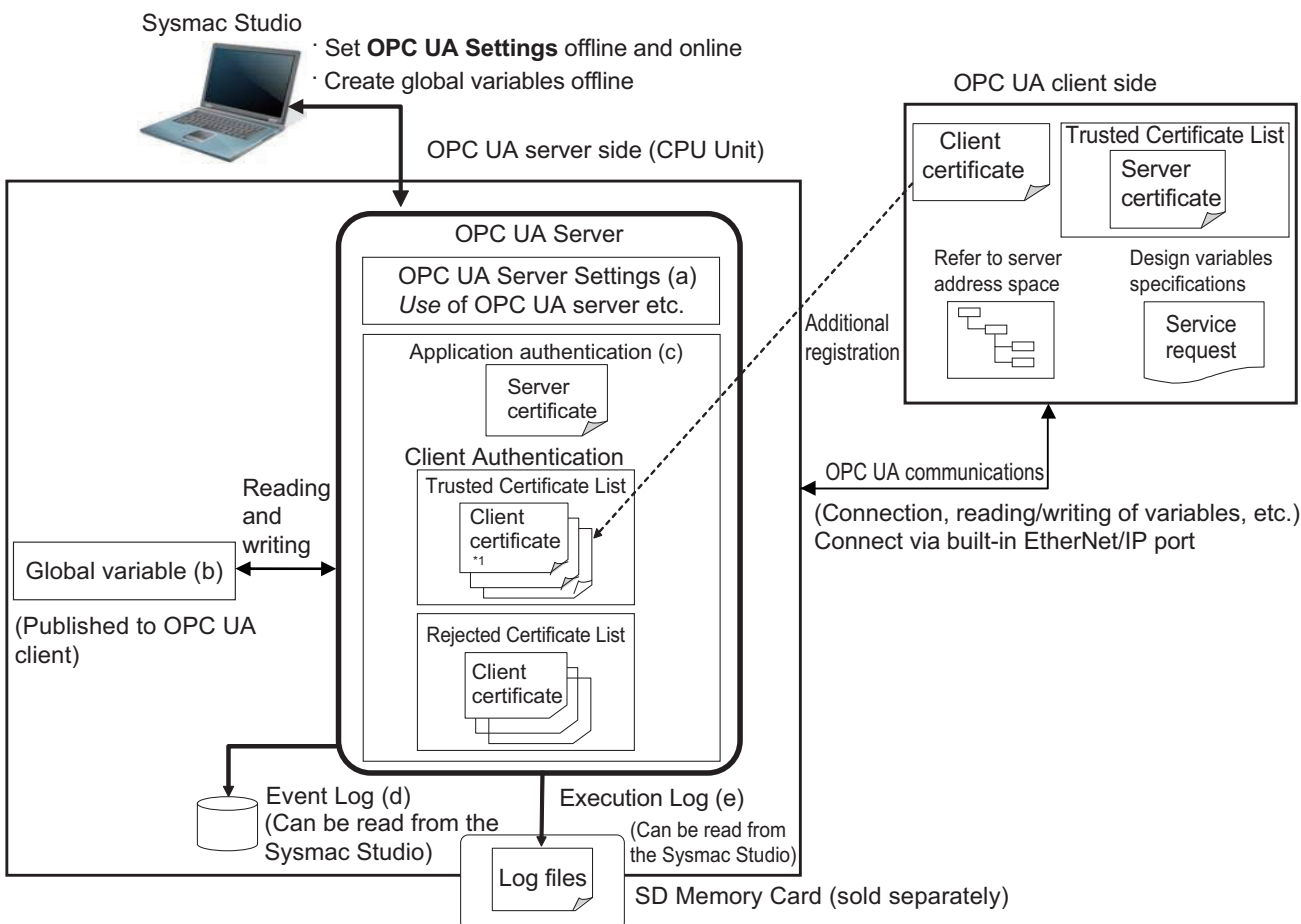 Sysmac Studio
· Set OPC UA Settings offline and online
· Create global variables offline
OPC UA server side (CPU Unit)
OPC UA Server
OPC UA Server Settings (a)
Use of OPC UA server etc.
Application authentication (c)
Server
certificate
Client Authentication
Trusted Certificate List
Client
certificate
*1
Rejected Certificate List
Client
certificate
Reading
and
writing
Global variable (b)
(Published to OPC UA
client)
Event Log (d)
(Can be read from the
Sysmac Studio)
Execution Log (e)
(Can be read from
the Sysmac Studio)
Log files
SD Memory Card (sold separately)
OPC UA client side
Client
certificate
Trusted Certificate List
Server
certificate
Refer to server
address space
Design variables
specifications
Service
request
Additional
registration
OPC UA communications
(Connection, reading/writing of variables, etc.)
Connect via built-in EtherNet/IP port